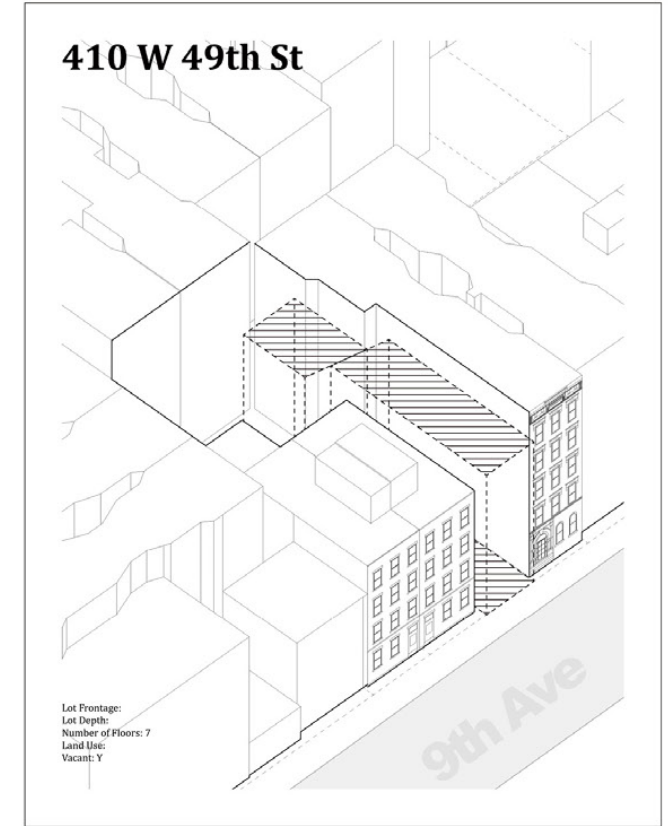 410 W 49th St
9th Ave
Lot Frontage:
Lot Depth:
Number of Floors: 7
Land Use:
Vacant: Y